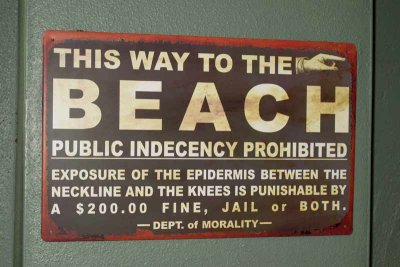 THIS WAY TO THE
BEACH
PUBLIC INDECENCY PROHIBITED
EXPOSURE OF THE EPIDERMIS BETWEEN THE
NECKLINE AND THE KNEES IS PUNISHABLE BY
A $200.00 FINE, JAIL or BOTH.
— DEPT. of MORALITY —